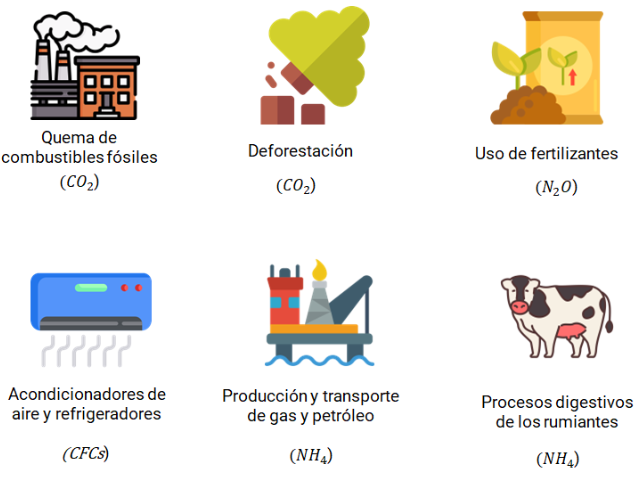 Quema de
combustibles fósiles
(CO₂)
Deforestación
(CO₂)
Uso de fertilizantes
(N₂O)
Acondicionadores de
aire y refrigeradores
(CFCs)
Producción y transporte
de gas y petróleo
(NH₄)
Procesos digestivos
de los rumiantes
(NH₄)